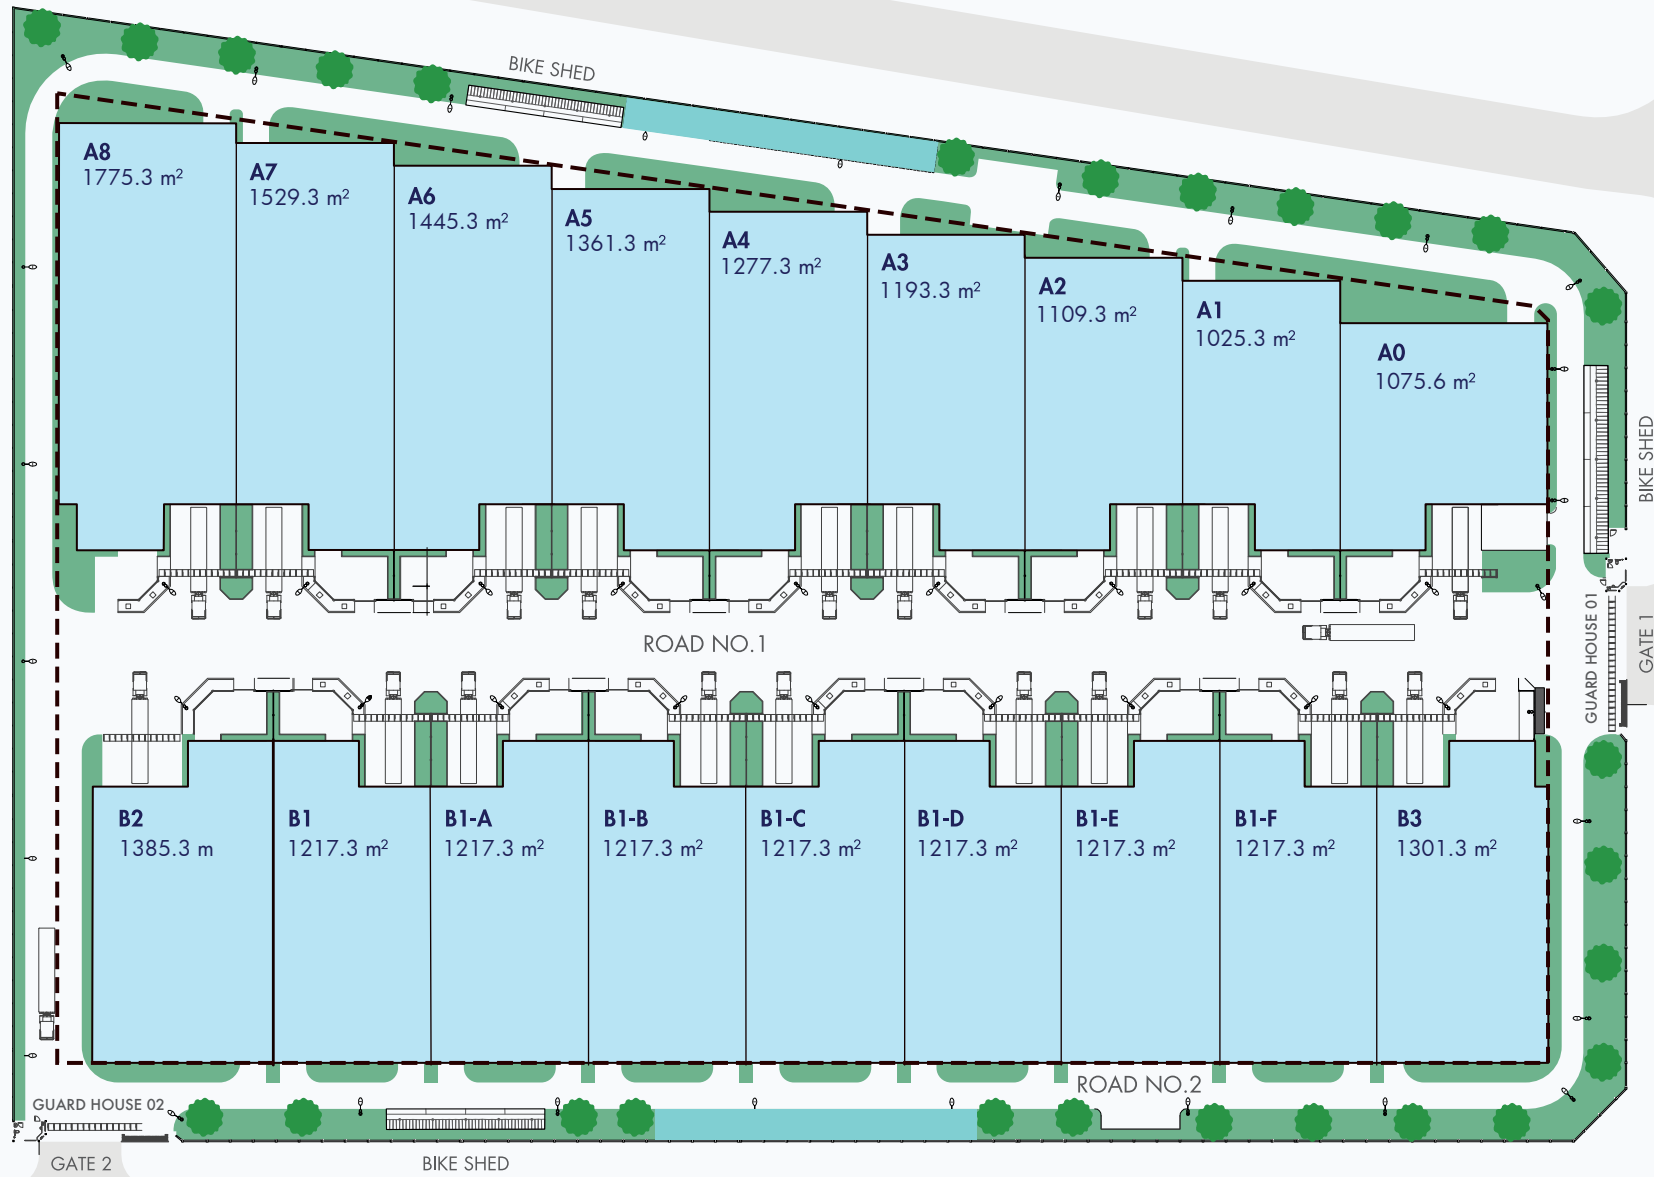 BIKE SHED
A8
1775.3 m²
A7
1529.3 m²
A6
1445.3 m²
A5
1361.3 m²
A4
1277.3 m²
A3
1193.3 m²
A2
1109.3 m²
A1
1025.3 m²
A0
1075.6 m²
BIKE SHED
GUARD HOUSE 01
GATE 1
ROAD NO.1
B2
1385.3 m
B1
1217.3 m²
B1-A
1217.3 m²
B1-B
1217.3 m²
B1-C
1217.3 m²
B1-D
1217.3 m²
B1-E
1217.3 m²
B1-F
1217.3 m²
B3
1301.3 m²
ROAD NO.2
GUARD HOUSE 02
GATE 2
BIKE SHED